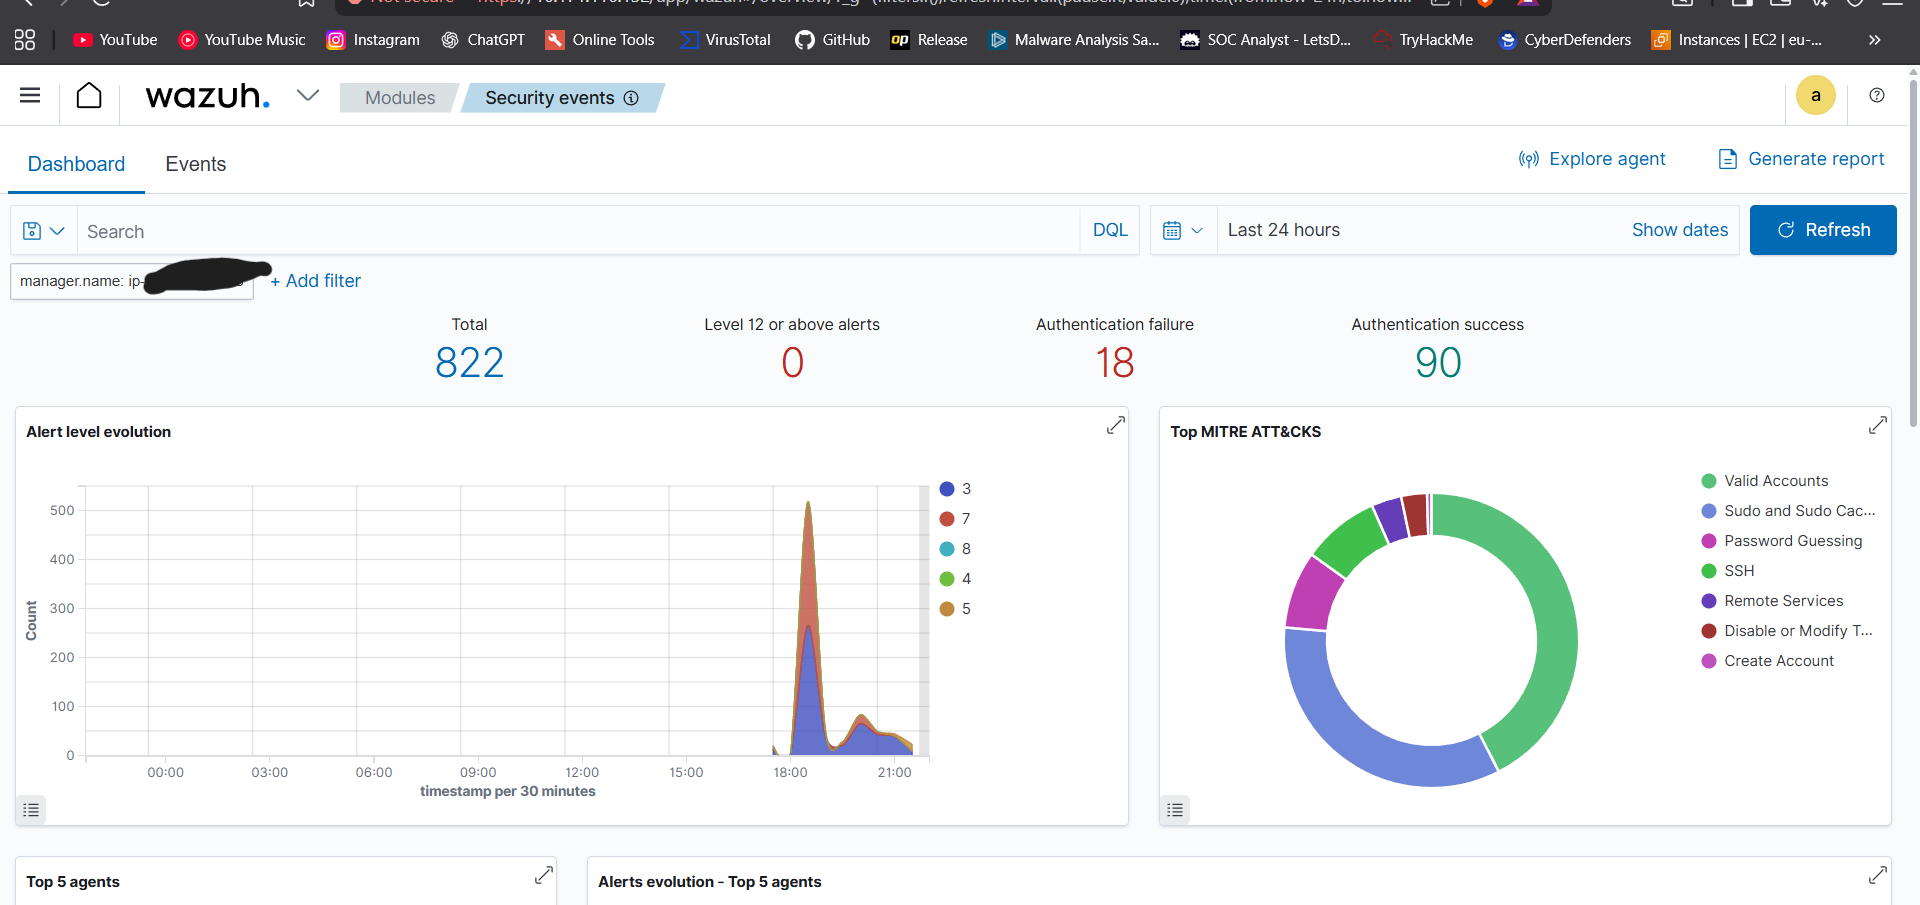 YouTube
YouTube Music
Instagram
ChatGPT
Online Tools
VirusTotal
GitHub
op Release
Malware Analysis Sa...
SOC Analyst - LetsD...
TryHackMe
CyberDefenders
Instances | EC2 | eu-...
»
wazuh.
Modules
Security events
a
Dashboard
Events
Explore agent
Generate report
Search
DQL
Last 24 hours
Show dates
Refresh
manager.name: ip-
+ Add filter
Total
822
Level 12 or above alerts
0
Authentication failure
18
Authentication success
90
Alert level evolution
Count
500
400
300
200
100
0
00:00
03:00
06:00
09:00
12:00
15:00
18:00
21:00
timestamp per 30 minutes
3
7
8
4
5
Top MITRE ATT&CKS
Valid Accounts
Sudo and Sudo Cac...
Password Guessing
SSH
Remote Services
Disable or Modify T...
Create Account
Top 5 agents
Alerts evolution - Top 5 agents